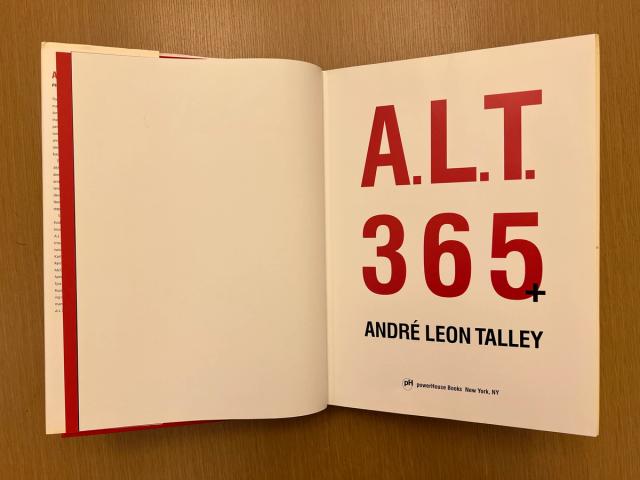 A.L.T.
365+
ANDRÉ LEON TALLEY
pH powerHouse Books New York, NY